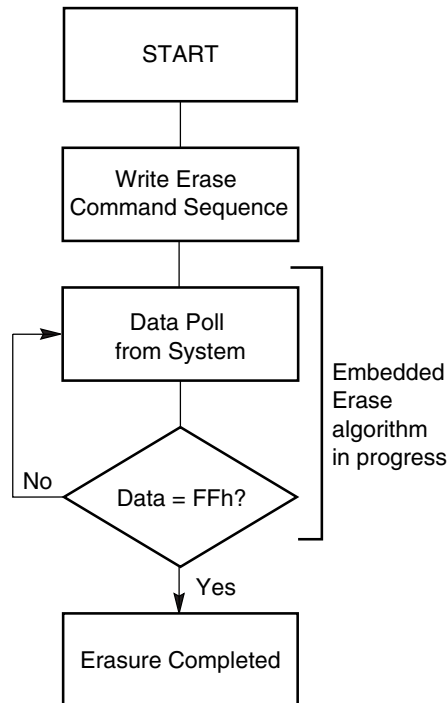 START
Write Erase
Command Sequence
Data Poll
from System
Embedded
Erase
algorithm
in progress
No
Data = FFh?
Yes
Erasure Completed